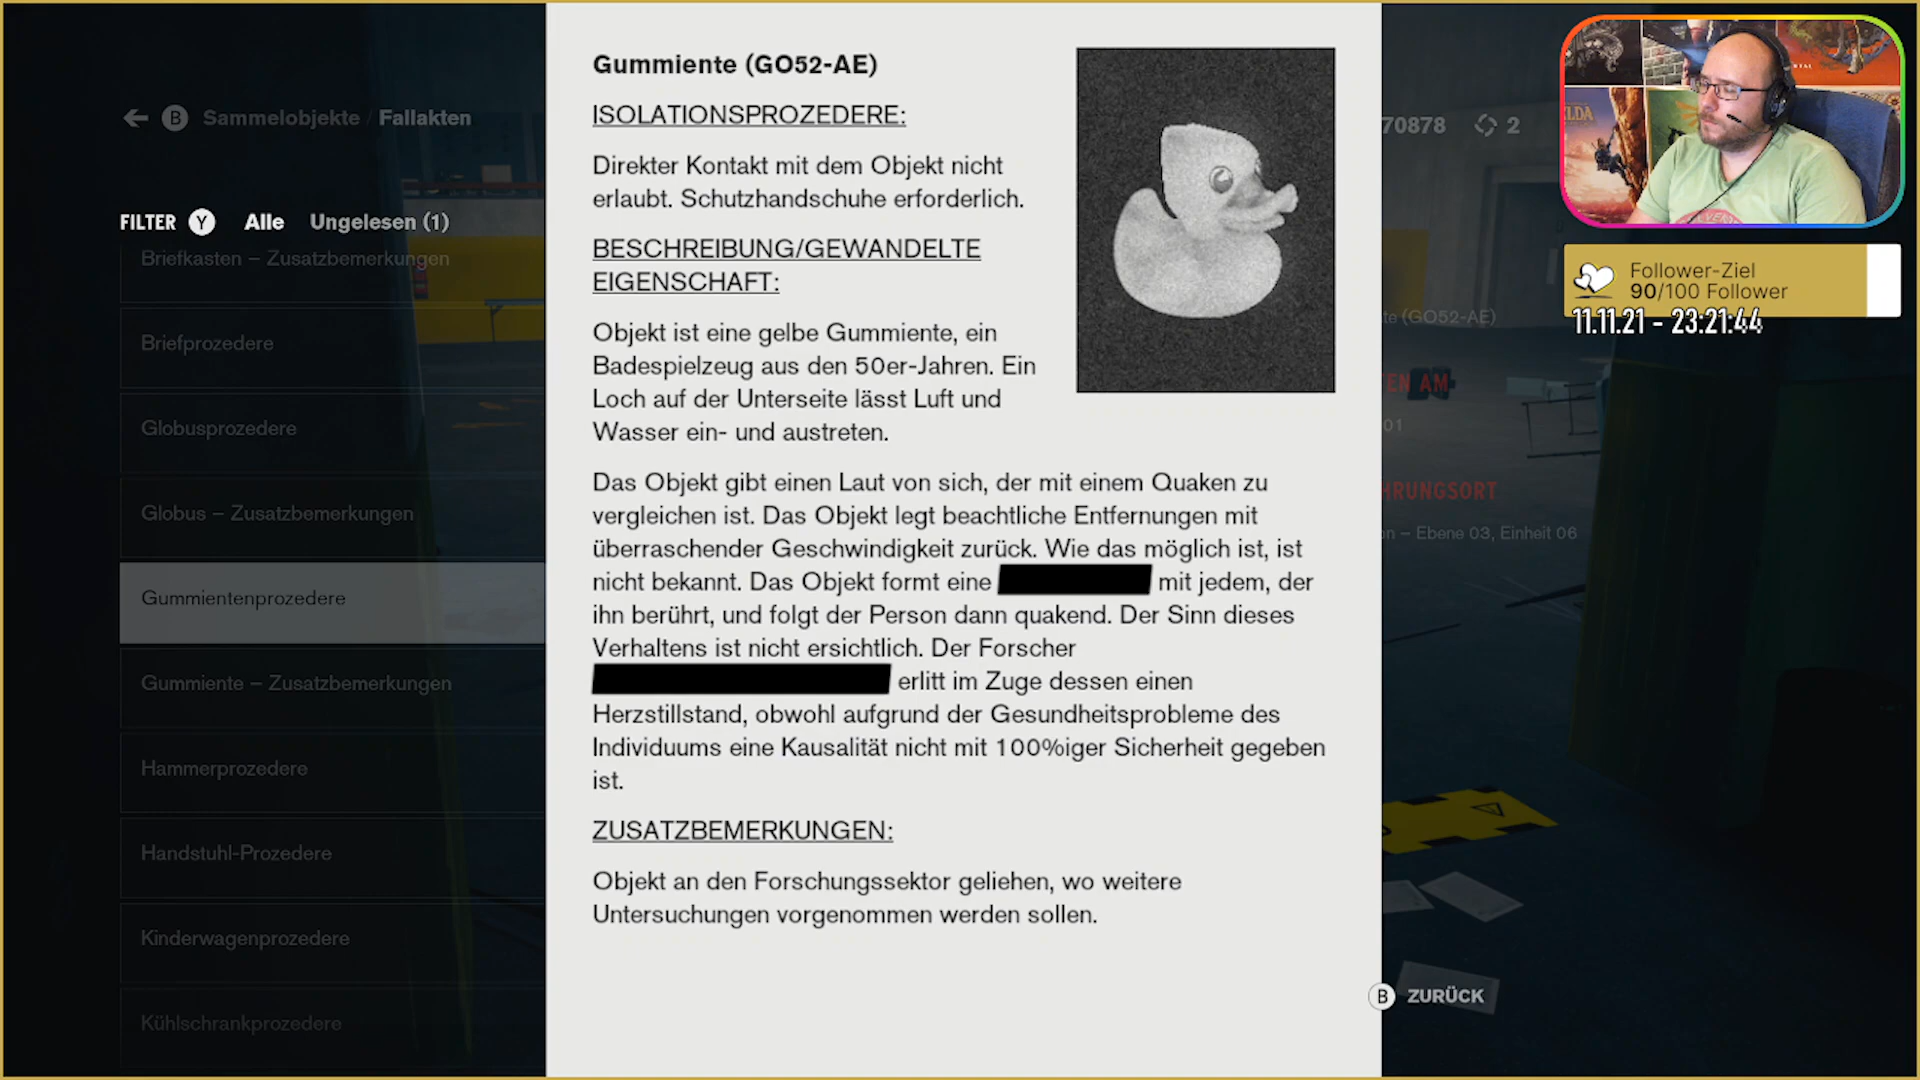 Sammelobjekte / Fallakten
B
FILTER Y Alle Ungelesen (1)
Briefkasten – Zusatzbemerkungen
Briefprozedere
Globusprozedere
Globus – Zusatzbemerkungen
Gummientenprozedere
Gummiente – Zusatzbemerkungen
Hammerprozedere
Handstuhl-Prozedere
Kinderwagenprozedere
Kühlschrankprozedere
Gummiente (GO52-AE)
ISOLATIONSPROZEDERE:
Direkter Kontakt mit dem Objekt nicht
erlaubt. Schutzhandschuhe erforderlich.
BESCHREIBUNG/GEWANDELTE
EIGENSCHAFT:
Objekt ist eine gelbe Gummiente, ein
Badespielzeug aus den 50er-Jahren. Ein
Loch auf der Unterseite lässt Luft und
Wasser ein- und austreten.
Das Objekt gibt einen Laut von sich, der mit einem Quaken zu
vergleichen ist. Das Objekt legt beachtliche Entfernungen mit
überraschender Geschwindigkeit zurück. Wie das möglich ist, ist
nicht bekannt. Das Objekt formt eine mit jedem, der
ihn berührt, und folgt der Person dann quakend. Der Sinn dieses
Verhaltens ist nicht ersichtlich. Der Forscher
erlitt im Zuge dessen einen
Herzstillstand, obwohl aufgrund der Gesundheitsprobleme des
Individuums eine Kausalität nicht mit 100%iger Sicherheit gegeben
ist.
ZUSATZBEMERKUNGEN:
Objekt an den Forschungssektor geliehen, wo weitere
Untersuchungen vorgenommen werden sollen.
B ZURÜCK
70878 2
(GO52-AE)
EN AM
01
HRUNGSORT
– Ebene 03, Einheit 06
Follower-Ziel
90/100 Follower
11.11.21 - 23:21:44